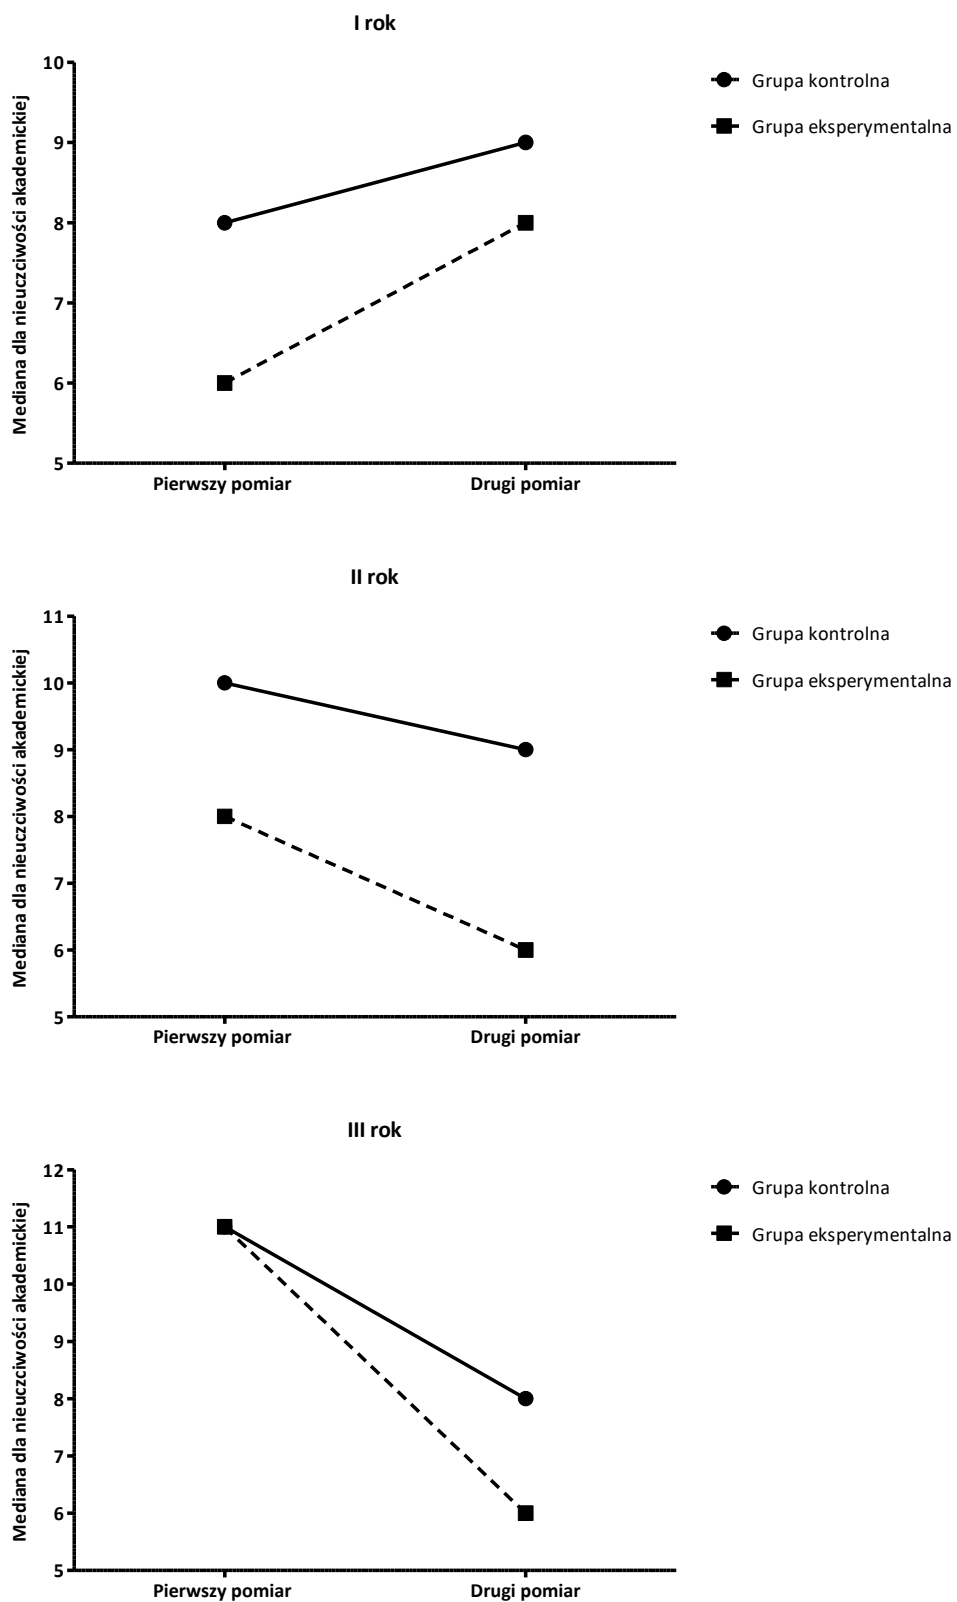 I rok
10
9
8
7
6
5
Mediana dla nieuczciwości akademickiej
Pierwszy pomiar
Drugi pomiar
Grupa kontrolna
Grupa eksperymentalna
II rok
11
10
9
8
7
6
5
Mediana dla nieuczciwości akademickiej
Pierwszy pomiar
Drugi pomiar
Grupa kontrolna
Grupa eksperymentalna
III rok
12
11
10
9
8
7
6
5
Mediana dla nieuczciwości akademickiej
Pierwszy pomiar
Drugi pomiar
Grupa kontrolna
Grupa eksperymentalna